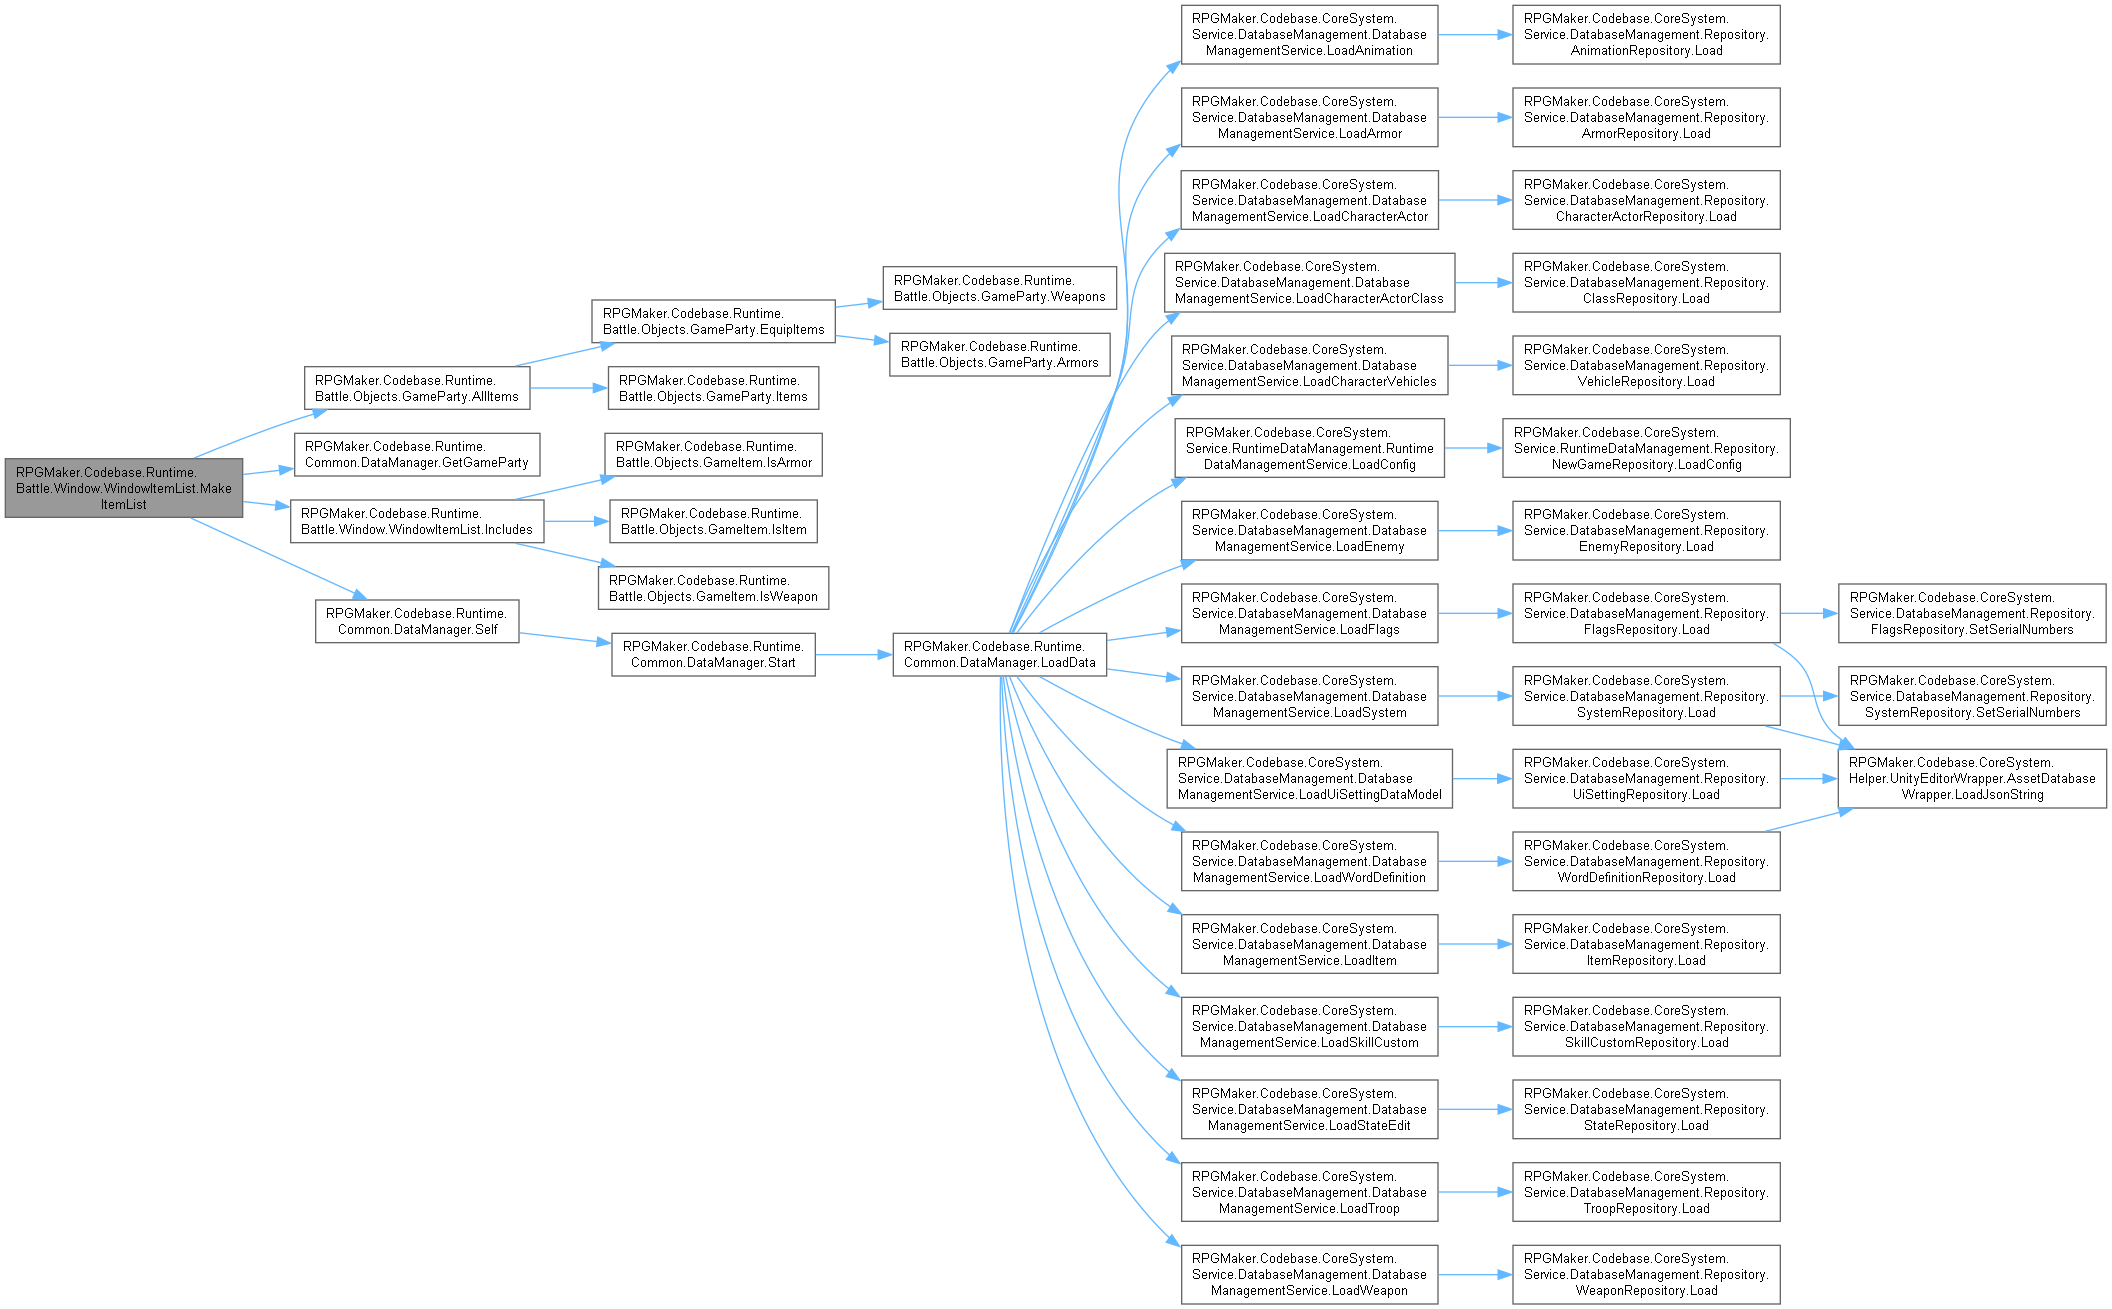 RPGMaker.Codebase.Runtime.
Battle.Window.WindowItemList.Make
ItemList
RPGMaker.Codebase.Runtime.
Battle.Objects.GameParty.AllItems
RPGMaker.Codebase.Runtime.
Common.DataManager.GetGameParty
RPGMaker.Codebase.Runtime.
Battle.Window.WindowItemList.Includes
RPGMaker.Codebase.Runtime.
Common.DataManager.Self
RPGMaker.Codebase.Runtime.
Battle.Objects.GameParty.EquipItems
RPGMaker.Codebase.Runtime.
Battle.Objects.GameParty.Items
RPGMaker.Codebase.Runtime.
Battle.Objects.GameItem.IsArmor
RPGMaker.Codebase.Runtime.
Battle.Objects.GameItem.IsItem
RPGMaker.Codebase.Runtime.
Battle.Objects.GameItem.IsWeapon
RPGMaker.Codebase.Runtime.
Common.DataManager.Start
RPGMaker.Codebase.Runtime.
Battle.Objects.GameParty.Weapons
RPGMaker.Codebase.Runtime.
Battle.Objects.GameParty.Armors
RPGMaker.Codebase.Runtime.
Common.DataManager.LoadData
RPGMaker.Codebase.CoreSystem.
Service.DatabaseManagement.Database
ManagementService.LoadAnimation
RPGMaker.Codebase.CoreSystem.
Service.DatabaseManagement.Repository.
AnimationRepository.Load
RPGMaker.Codebase.CoreSystem.
Service.DatabaseManagement.Database
ManagementService.LoadArmor
RPGMaker.Codebase.CoreSystem.
Service.DatabaseManagement.Repository.
ArmorRepository.Load
RPGMaker.Codebase.CoreSystem.
Service.DatabaseManagement.Database
ManagementService.LoadCharacterActor
RPGMaker.Codebase.CoreSystem.
Service.DatabaseManagement.Repository.
CharacterActorRepository.Load
RPGMaker.Codebase.CoreSystem.
Service.DatabaseManagement.Database
ManagementService.LoadCharacterActorClass
RPGMaker.Codebase.CoreSystem.
Service.DatabaseManagement.Repository.
ClassRepository.Load
RPGMaker.Codebase.CoreSystem.
Service.DatabaseManagement.Database
ManagementService.LoadCharacterVehicles
RPGMaker.Codebase.CoreSystem.
Service.DatabaseManagement.Repository.
VehicleRepository.Load
RPGMaker.Codebase.CoreSystem.
Service.RuntimeDataManagement.Runtime
DataManagementService.LoadConfig
RPGMaker.Codebase.CoreSystem.
Service.RuntimeDataManagement.Repository.
NewGameRepository.LoadConfig
RPGMaker.Codebase.CoreSystem.
Service.DatabaseManagement.Database
ManagementService.LoadEnemy
RPGMaker.Codebase.CoreSystem.
Service.DatabaseManagement.Repository.
EnemyRepository.Load
RPGMaker.Codebase.CoreSystem.
Service.DatabaseManagement.Database
ManagementService.LoadFlags
RPGMaker.Codebase.CoreSystem.
Service.DatabaseManagement.Repository.
FlagsRepository.Load
RPGMaker.Codebase.CoreSystem.
Service.DatabaseManagement.Repository.
FlagsRepository.SetSerialNumbers
RPGMaker.Codebase.CoreSystem.
Service.DatabaseManagement.Database
ManagementService.LoadSystem
RPGMaker.Codebase.CoreSystem.
Service.DatabaseManagement.Repository.
SystemRepository.Load
RPGMaker.Codebase.CoreSystem.
Service.DatabaseManagement.Repository.
SystemRepository.SetSerialNumbers
RPGMaker.Codebase.CoreSystem.
Service.DatabaseManagement.Database
ManagementService.LoadUiSettingDataModel
RPGMaker.Codebase.CoreSystem.
Service.DatabaseManagement.Repository.
UiSettingRepository.Load
RPGMaker.Codebase.CoreSystem.
Helper.UnityEditorWrapper.AssetDatabase
Wrapper.LoadJsonString
RPGMaker.Codebase.CoreSystem.
Service.DatabaseManagement.Database
ManagementService.LoadWordDefinition
RPGMaker.Codebase.CoreSystem.
Service.DatabaseManagement.Repository.
WordDefinitionRepository.Load
RPGMaker.Codebase.CoreSystem.
Service.DatabaseManagement.Database
ManagementService.LoadItem
RPGMaker.Codebase.CoreSystem.
Service.DatabaseManagement.Repository.
ItemRepository.Load
RPGMaker.Codebase.CoreSystem.
Service.DatabaseManagement.Database
ManagementService.LoadSkillCustom
RPGMaker.Codebase.CoreSystem.
Service.DatabaseManagement.Repository.
SkillCustomRepository.Load
RPGMaker.Codebase.CoreSystem.
Service.DatabaseManagement.Database
ManagementService.LoadStateEdit
RPGMaker.Codebase.CoreSystem.
Service.DatabaseManagement.Repository.
StateRepository.Load
RPGMaker.Codebase.CoreSystem.
Service.DatabaseManagement.Database
ManagementService.LoadTroop
RPGMaker.Codebase.CoreSystem.
Service.DatabaseManagement.Repository.
TroopRepository.Load
RPGMaker.Codebase.CoreSystem.
Service.DatabaseManagement.Database
ManagementService.LoadWeapon
RPGMaker.Codebase.CoreSystem.
Service.DatabaseManagement.Repository.
WeaponRepository.Load